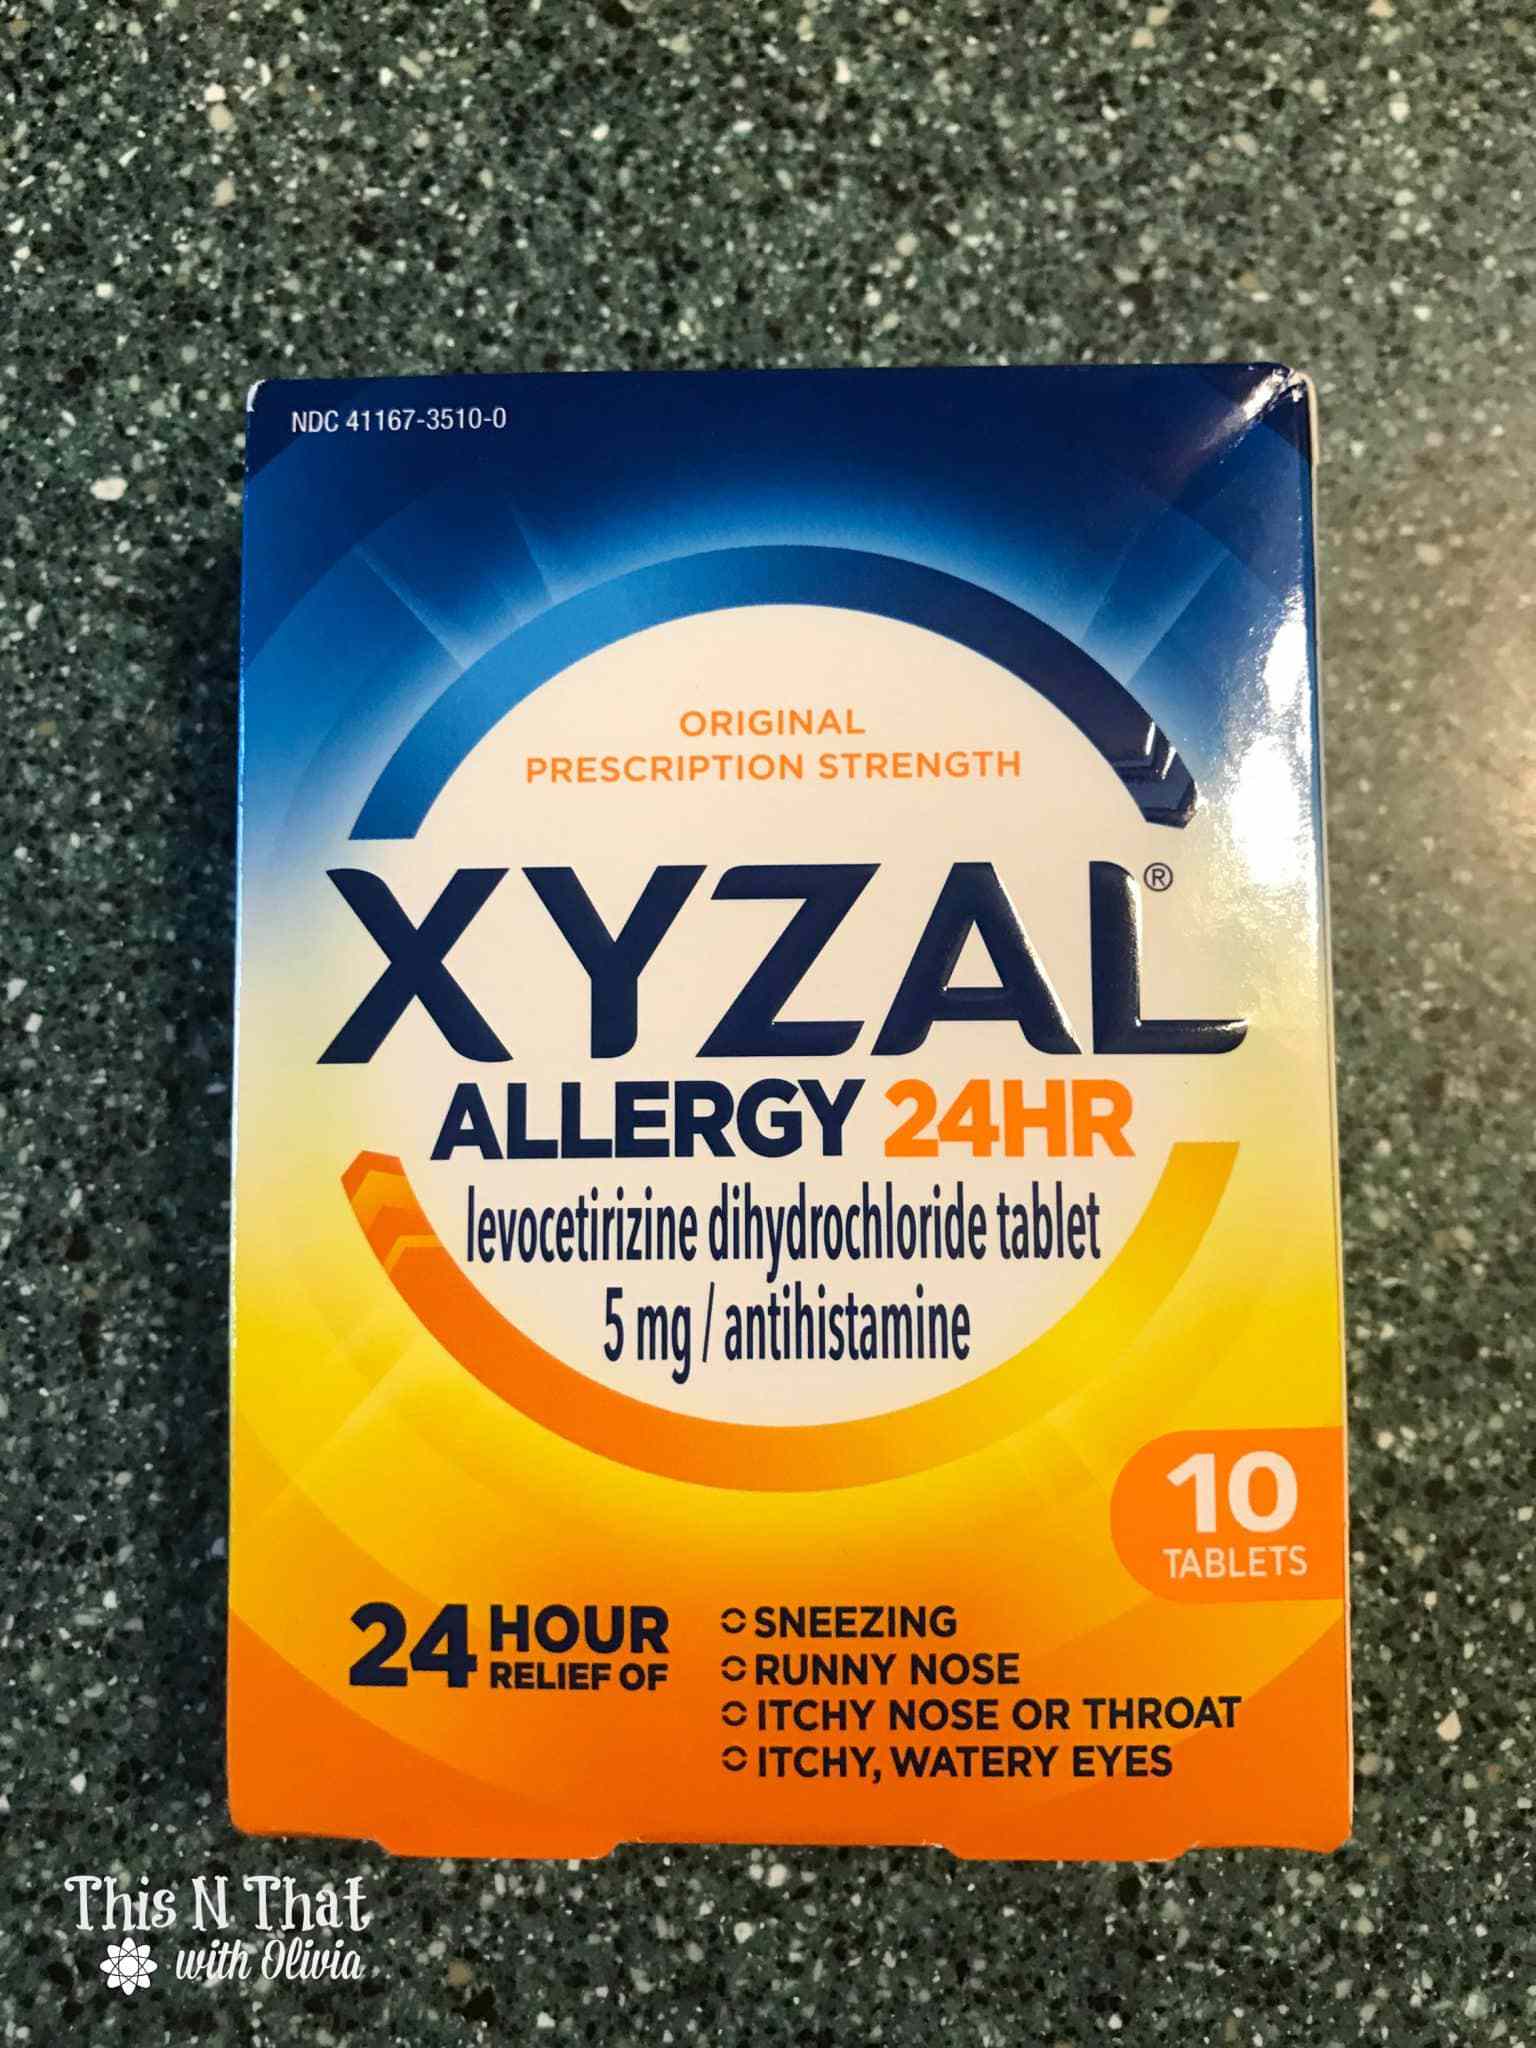 NDC 41167-3510-0
ORIGINAL
PRESCRIPTION STRENGTH
XYZAL®
ALLERGY 24HR
levocetirizine dihydrochloride tablet
5 mg / antihistamine
10
TABLETS
24 HOUR
RELIEF OF
SNEEZING
RUNNY NOSE
ITCHY NOSE OR THROAT
ITCHY, WATERY EYES
This N That
with Olivia